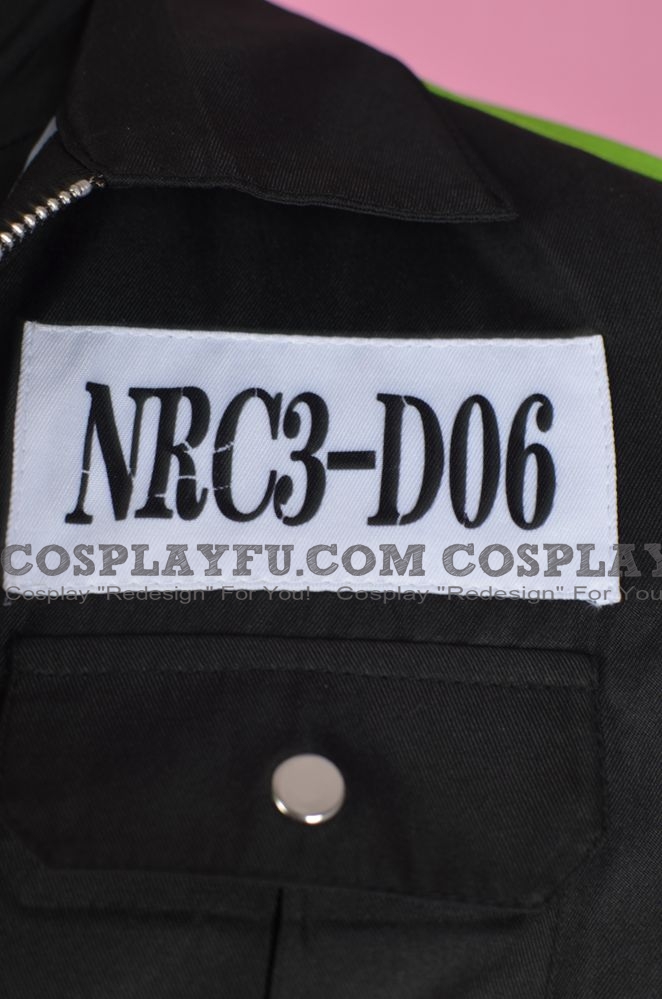 NRC3-D06
COSPLAYFU.COM COSPLAY
Cosplay "Redesign" For You! Cosplay "Redesign" For You